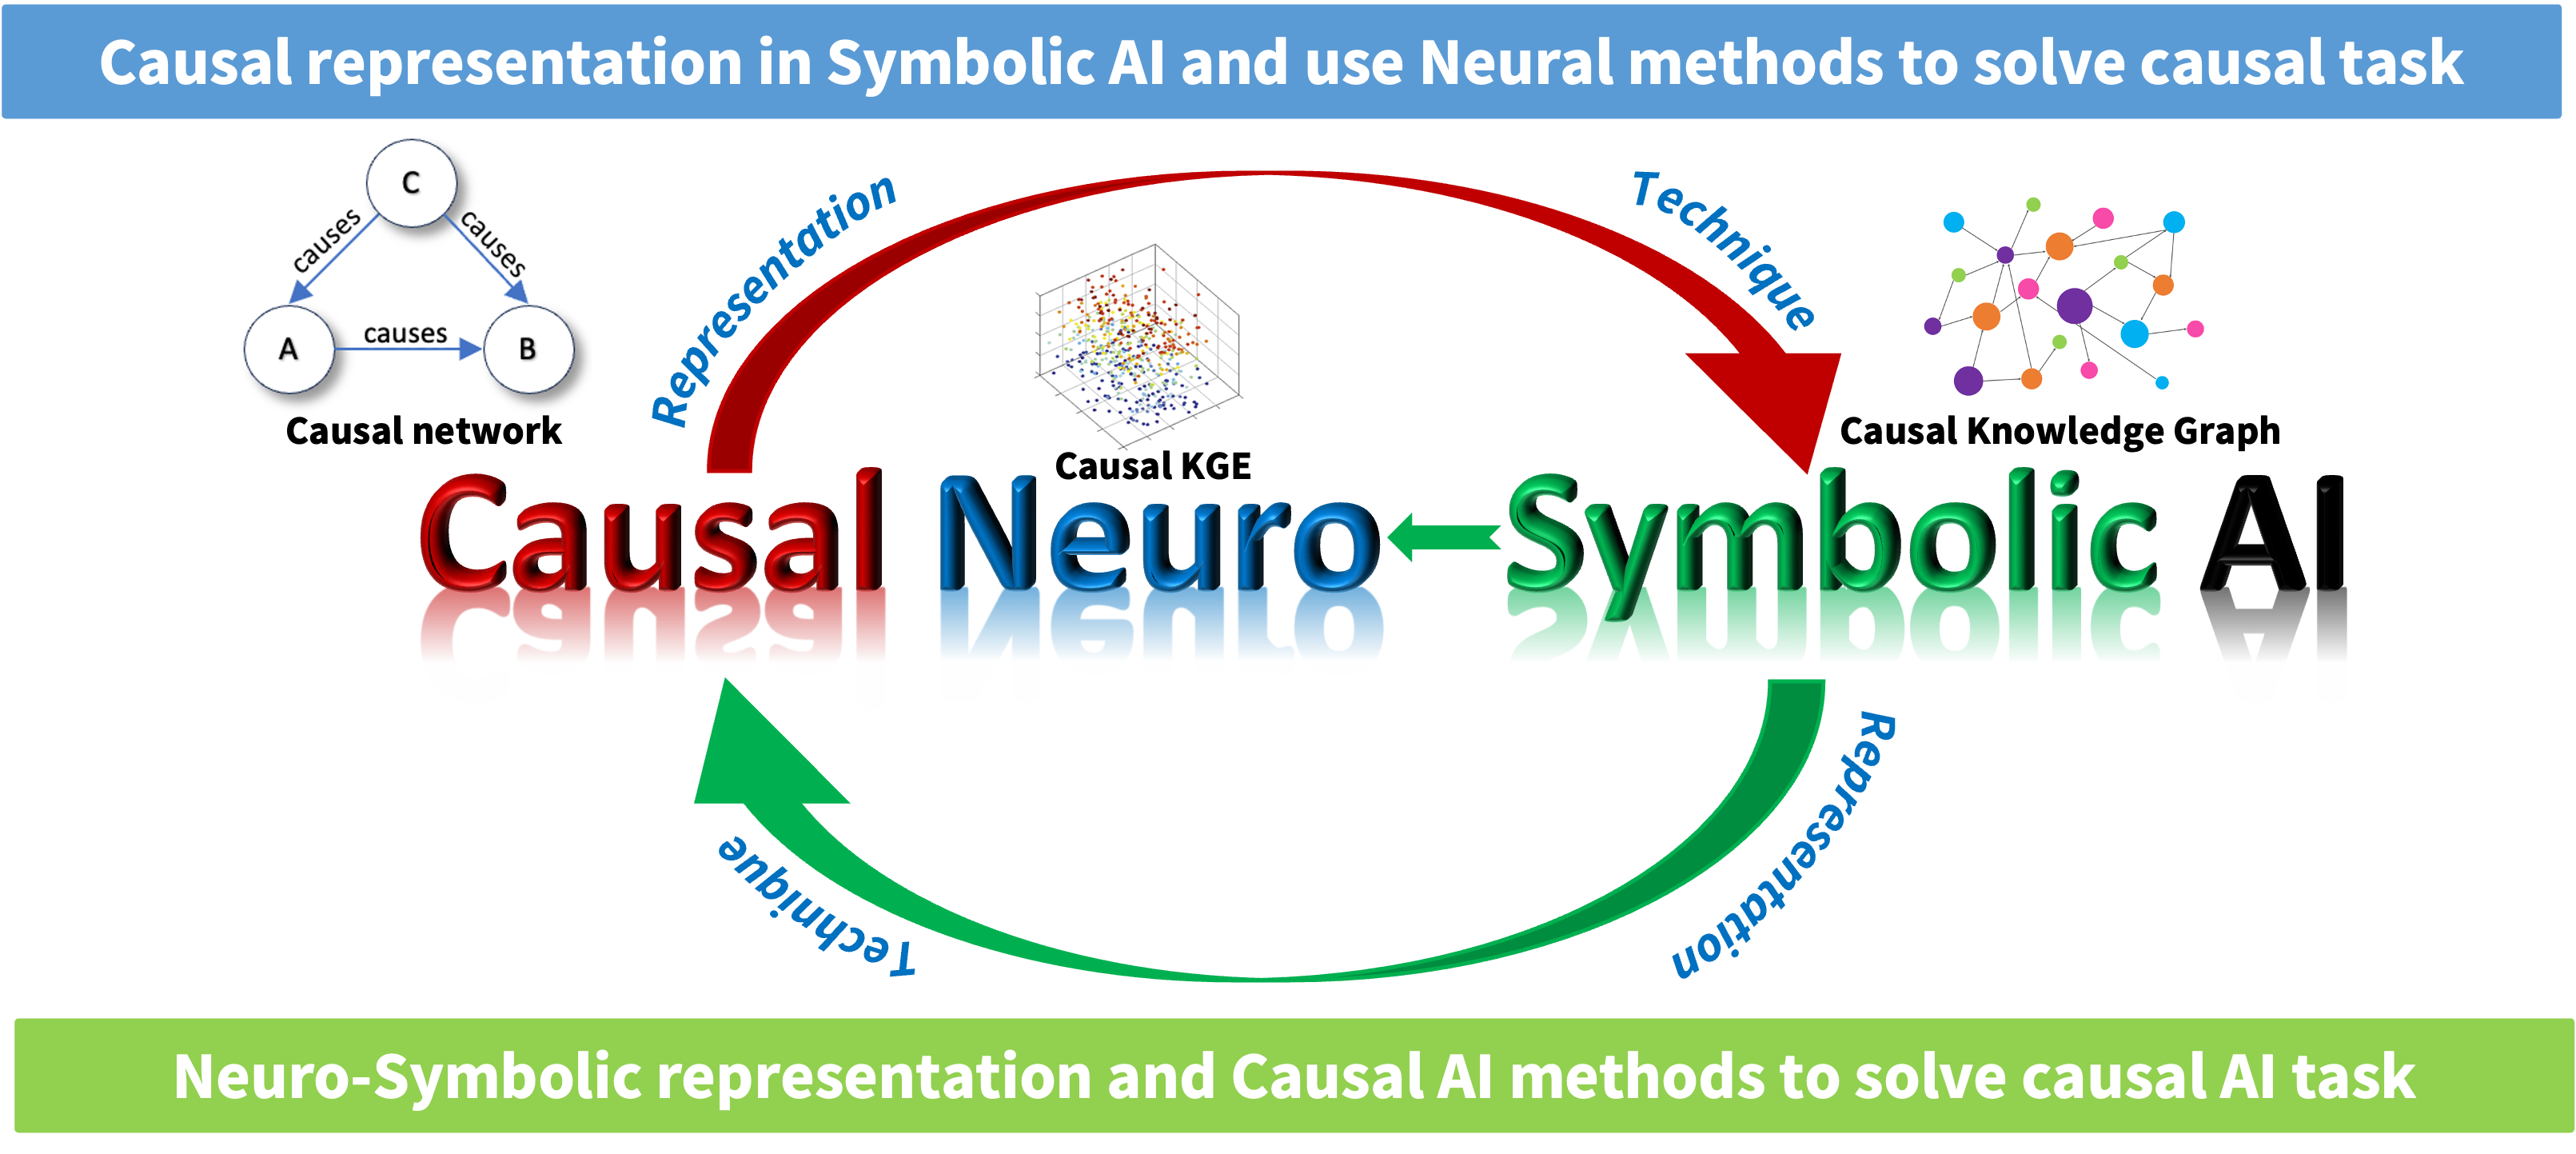 Causal representation in Symbolic AI and use Neural methods to solve causal task
C
causes
causes
A
causes
B
Causal network
Representation
Technique
Causal KGE
Causal Knowledge Graph
Causal Neuro Symbolic AI
Technique
Representation
Neuro-Symbolic representation and Causal AI methods to solve causal AI task